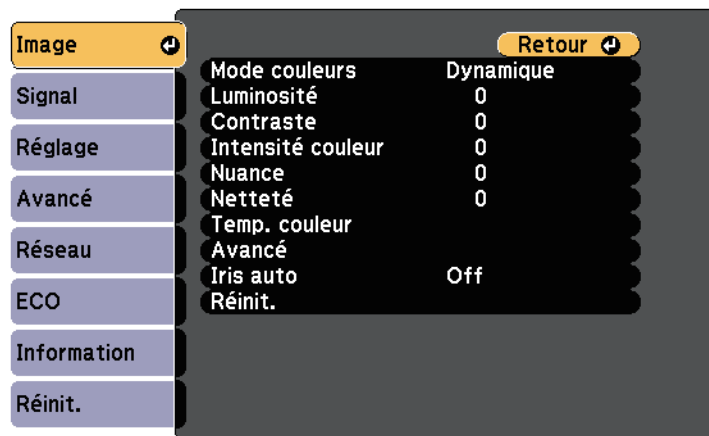 Image
Signal
Réglage
Avancé
Réseau
ECO
Information
Réinit.
Retour
Mode couleurs Dynamique
Luminosité 0
Contraste 0
Intensité couleur 0
Nuance 0
Netteté 0
Temp. couleur
Avancé
Iris auto Off
Réinit.